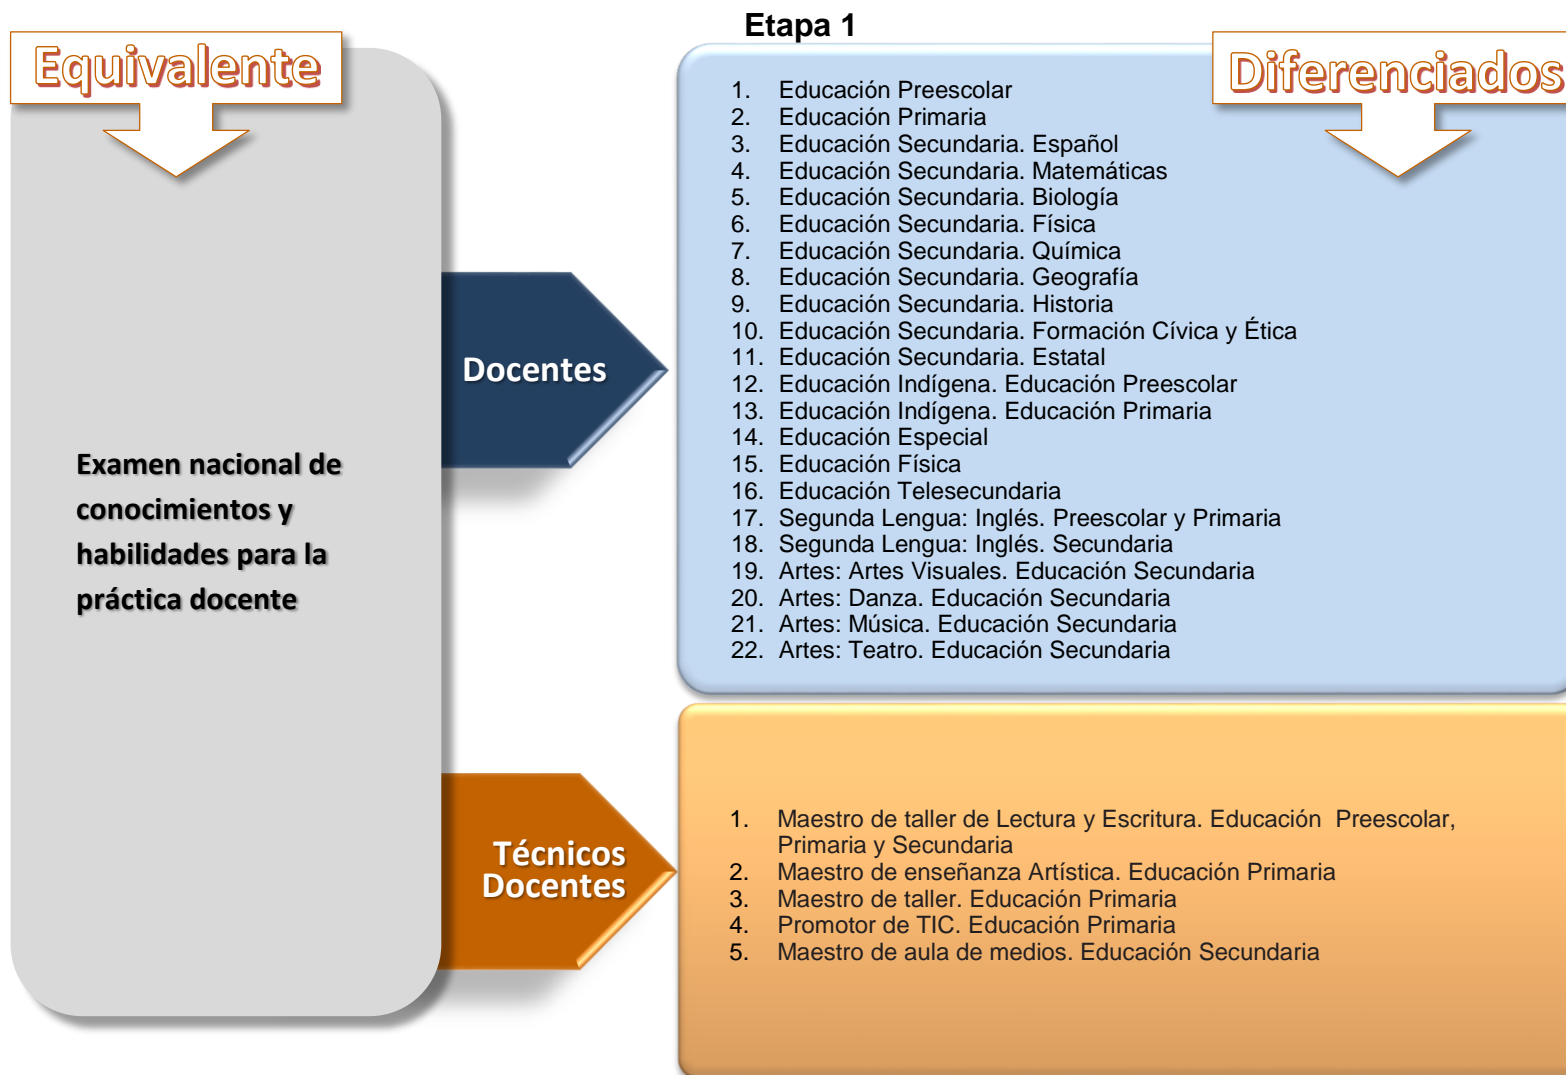 Etapa 1
Equivalente
Diferenciados
Examen nacional de
conocimientos y
habilidades para la
práctica docente
Docentes
1. Educación Preescolar
2. Educación Primaria
3. Educación Secundaria. Español
4. Educación Secundaria. Matemáticas
5. Educación Secundaria. Biología
6. Educación Secundaria. Física
7. Educación Secundaria. Química
8. Educación Secundaria. Geografía
9. Educación Secundaria. Historia
10. Educación Secundaria. Formación Cívica y Ética
11. Educación Secundaria. Estatal
12. Educación Indígena. Educación Preescolar
13. Educación Indígena. Educación Primaria
14. Educación Especial
15. Educación Física
16. Educación Telesecundaria
17. Segunda Lengua: Inglés. Preescolar y Primaria
18. Segunda Lengua: Inglés. Secundaria
19. Artes: Artes Visuales. Educación Secundaria
20. Artes: Danza. Educación Secundaria
21. Artes: Música. Educación Secundaria
22. Artes: Teatro. Educación Secundaria
Técnicos
Docentes
1. Maestro de taller de Lectura y Escritura. Educación  Preescolar,
Primaria y Secundaria
2. Maestro de enseñanza Artística. Educación Primaria
3. Maestro de taller. Educación Primaria
4. Promotor de TIC. Educación Primaria
5. Maestro de aula de medios. Educación Secundaria